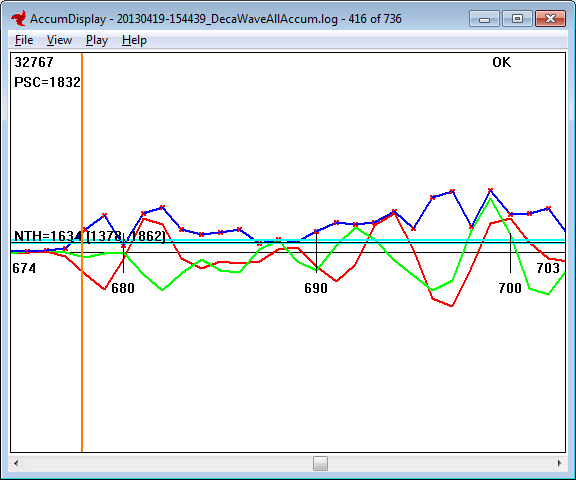 AccumDisplay - 20130419-154439_DecaWaveAllAccum.log - 416 of 736
File View Play Help
32767 OK
PSC=1832
NTH=1634 [1378, 1862]
674 703
680 690 700